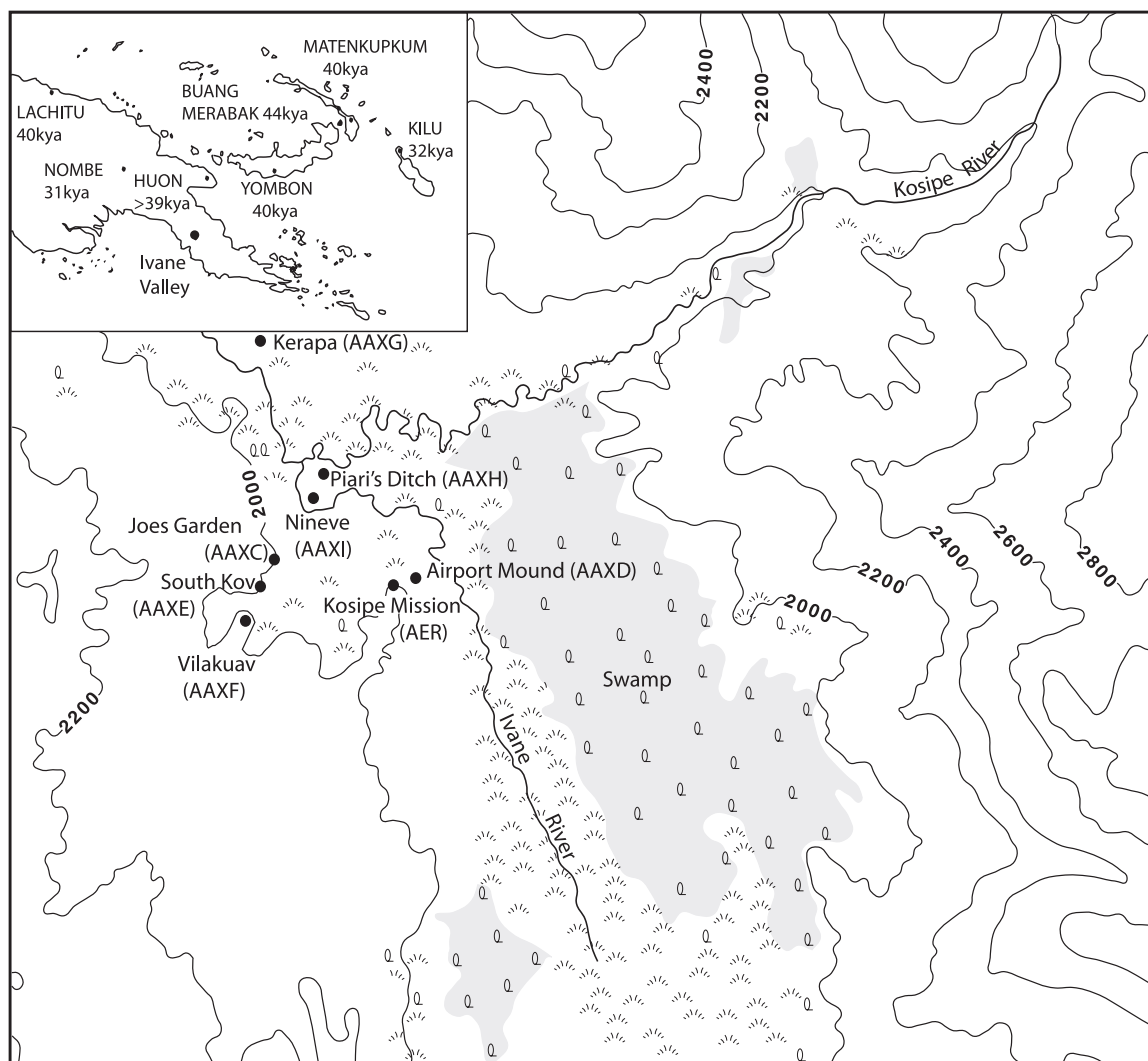 MATENKUPKUM
40kya
BUANG
MERABAK 44kya
LACHITU
40kya
KILU
32kya
NOMBE
31kya
HUON
>39kya
YOMBON
40kya
Ivane
Valley
2400
2200
Kosipe River
Kerapa (AAXG)
2000
Piari's Ditch (AAXH)
Nineve
(AAXI)
Joes Garden
(AAXC)
South Kov
(AAXE)
Airport Mound (AAXD)
Kosipe Mission
(AER)
Vilakuav
(AAXF)
2200
Swamp
Ivane River
2000
2200
2400
2600
2800